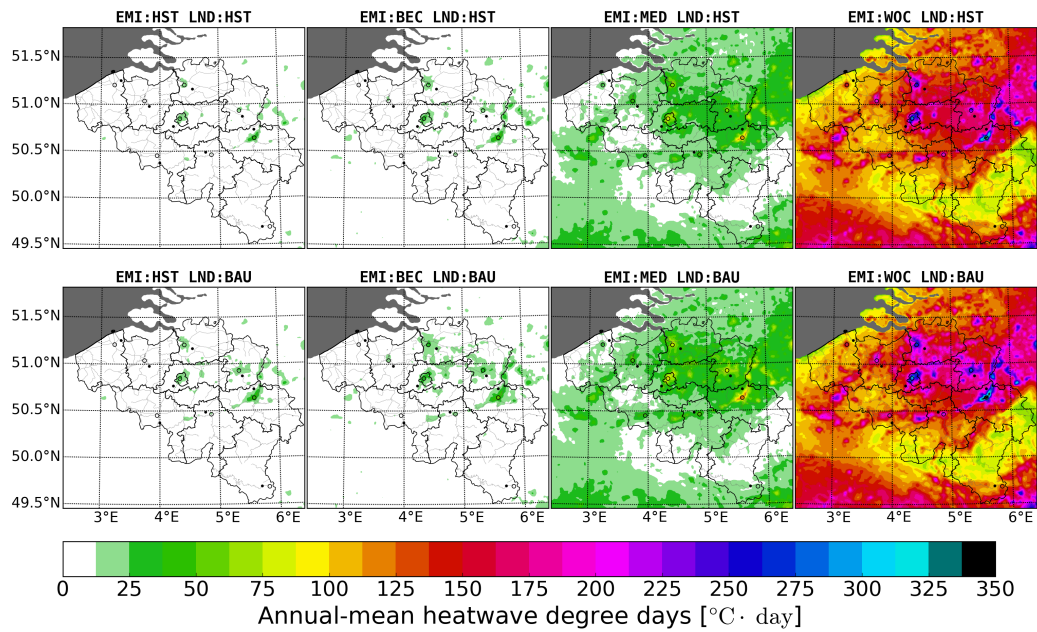 EMI:HST LND:HST EMI:BEC LND:HST EMI:MED LND:HST EMI:WOC LND:HST
51.5°N
51.0°N
50.5°N
50.0°N
49.5°N
EMI:HST LND:BAU EMI:BEC LND:BAU EMI:MED LND:BAU EMI:WOC LND:BAU
51.5°N
51.0°N
50.5°N
50.0°N
49.5°N
3°E 4°E 5°E 6°E 3°E 4°E 5°E 6°E 3°E 4°E 5°E 6°E 3°E 4°E 5°E 6°E
0 25 50 75 100 125 150 175 200 225 250 275 300 325 350
Annual-mean heatwave degree days [°C· day]